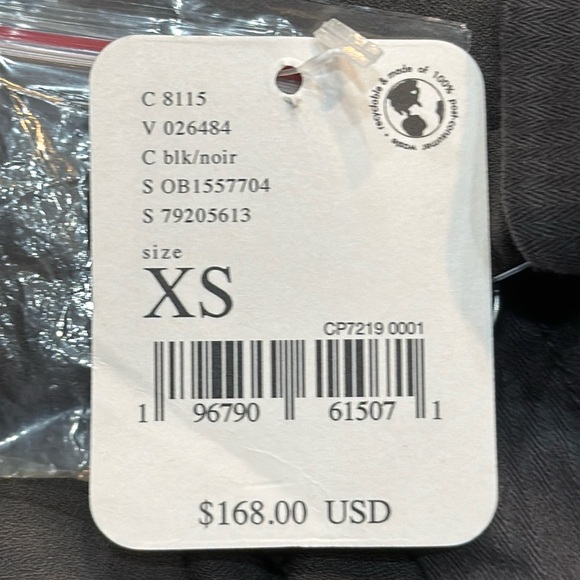 recyclable & made of 100% post-consumer waste •
C 8115
V 026484
C blk/noir
S OB1557704
S 79205613
size
XS
CP7219 0001
1 96790 61507 1
$168.00 USD